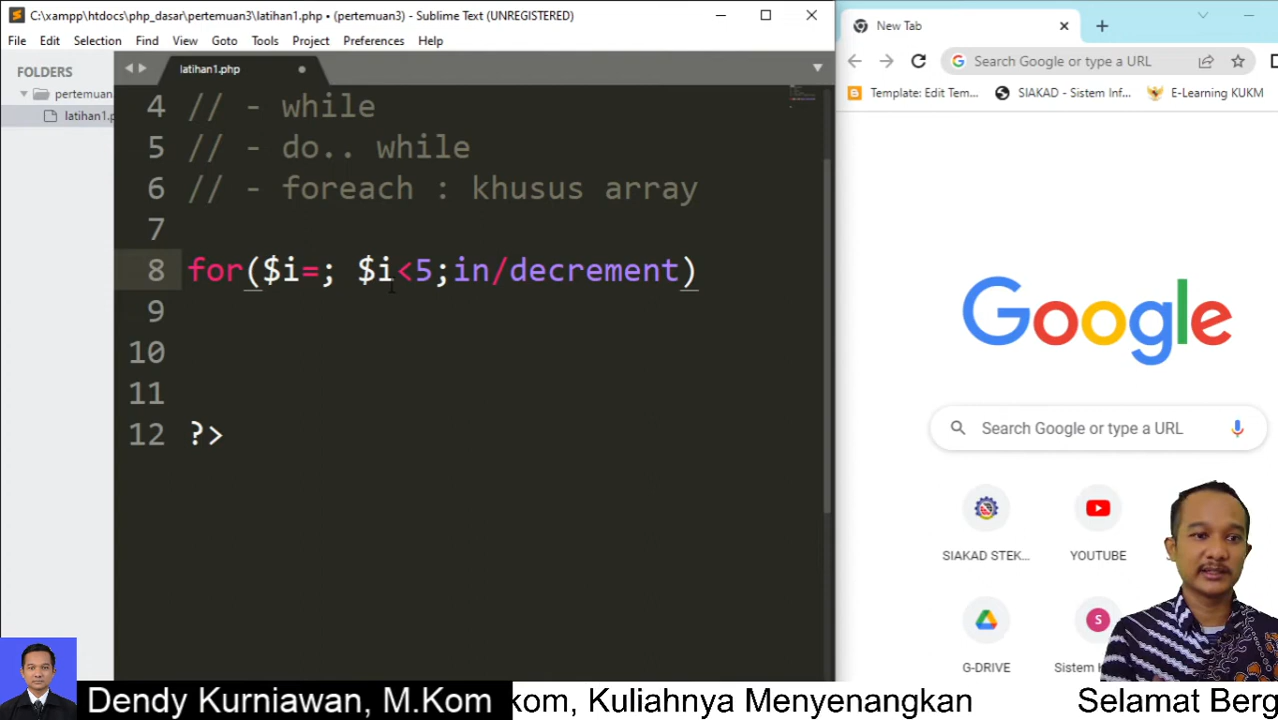 C:\xampp\htdocs\php_dasar\pertemuan3\latihan1.php • (pertemuan3) - Sublime Text (UNREGISTERED)
File Edit Selection Find View Goto Tools Project Preferences Help
FOLDERS
pertemuan
latihan1.p
latihan1.php
4 // - while
5 // - do.. while
6 // - foreach : khusus array
7
8 for($i=; $i<5;in/decrement)
9
10
11
12 ?>
New Tab
Search Google or type a URL
Template: Edit Tem...
SIAKAD - Sistem Inf...
E-Learning KUKM
Google
Search Google or type a URL
SIAKAD STEK...
YOUTUBE
G-DRIVE
S
Dendy Kurniawan, M.Kom
kom, Kuliahnya Menyenangkan
Selamat Berg